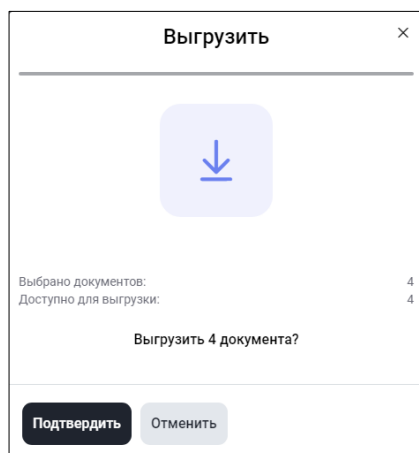 Выгрузить
Выбрано документов: 4
Доступно для выгрузки: 4
Выгрузить 4 документа?
Подтвердить Отменить